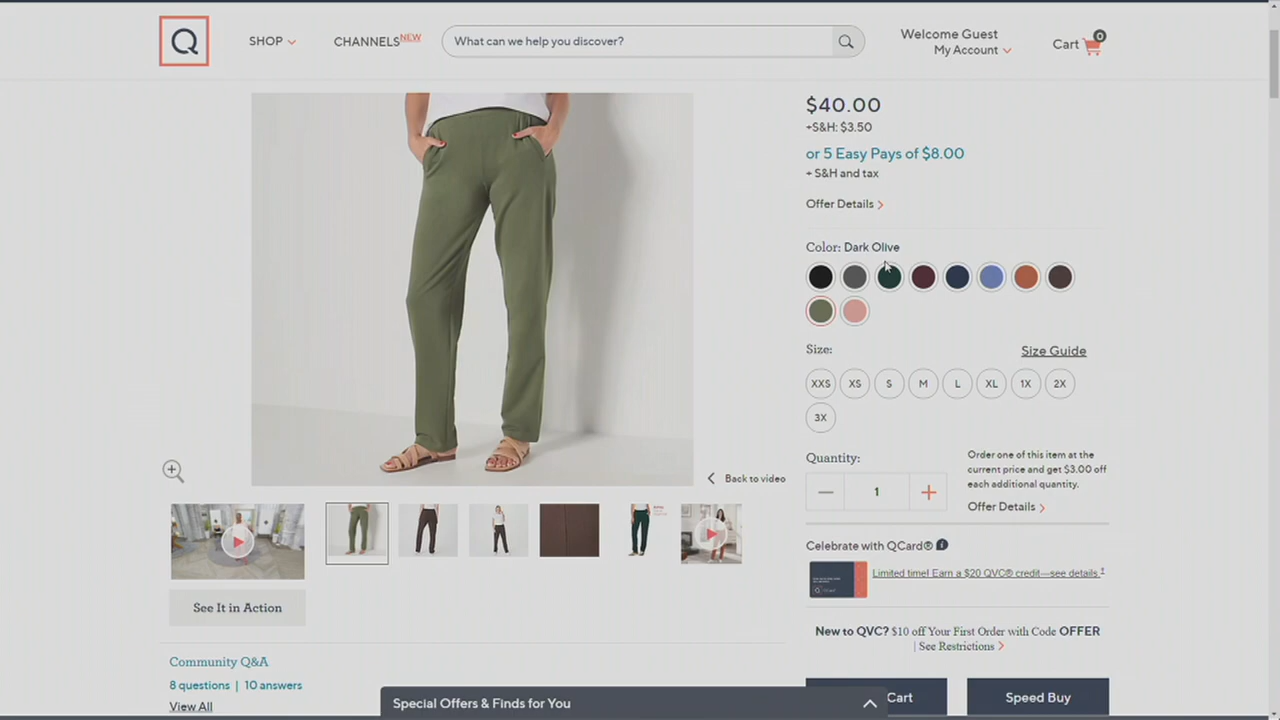 Q
SHOP
CHANNELS NEW
What can we help you discover?
Welcome Guest
My Account
Cart 0
$40.00
+S&H: $3.50
or 5 Easy Pays of $8.00
+ S&H and tax
Offer Details
Color: Dark Olive
Size:
Size Guide
XXS XS S M L XL 1X 2X
3X
Back to video
Quantity:
1
Order one of this item at the
current price and get $3.00 off
each additional quantity.
Offer Details
Celebrate with QCard®
Limited time! Earn a $20 QVC® credit—see details.‡
See It in Action
New to QVC? $10 off Your First Order with Code OFFER
| See Restrictions
Community Q&A
8 questions | 10 answers
View All
Special Offers & Finds for You
Cart
Speed Buy